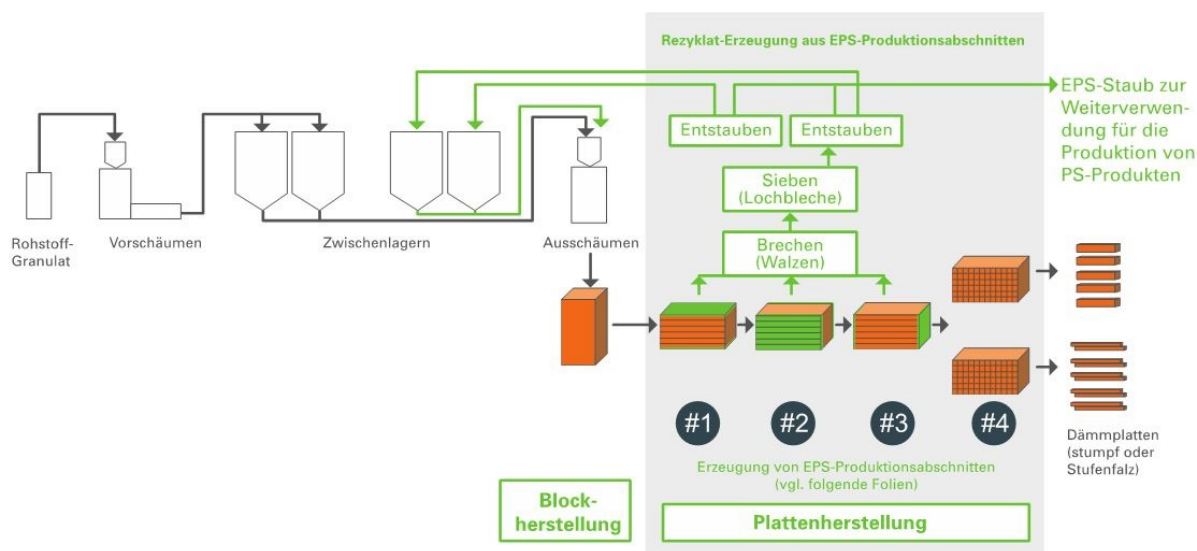 Rezyklat-Erzeugung aus EPS-Produktionsabschnitten
EPS-Staub zur
Weiterverwen-
dung für die
Produktion von
PS-Produkten
Entstauben
Entstauben
Sieben
(Lochbleche)
Brechen
(Walzen)
Rohstoff-
Granulat
Vorschäumen
Zwischenlagern
Ausschäumen
#1
#2
#3
#4
Dämmplatten
(stumpf oder
Stufenfalz)
Erzeugung von EPS-Produktionsabschnitten
(vgl. folgende Folien)
Block-
herstellung
Plattenherstellung